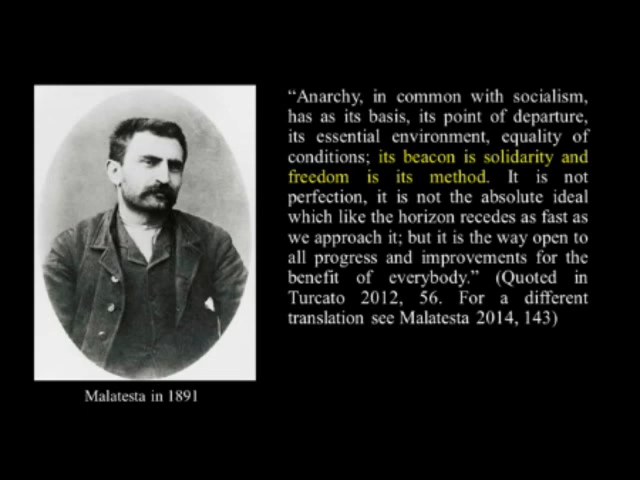 “Anarchy, in common with socialism,
has as its basis, its point of departure,
its essential environment, equality of
conditions; its beacon is solidarity and
freedom is its method. It is not
perfection, it is not the absolute ideal
which like the horizon recedes as fast as
we approach it; but it is the way open to
all progress and improvements for the
benefit of everybody.” (Quoted in
Turcato 2012, 56. For a different
translation see Malatesta 2014, 143)
Malatesta in 1891